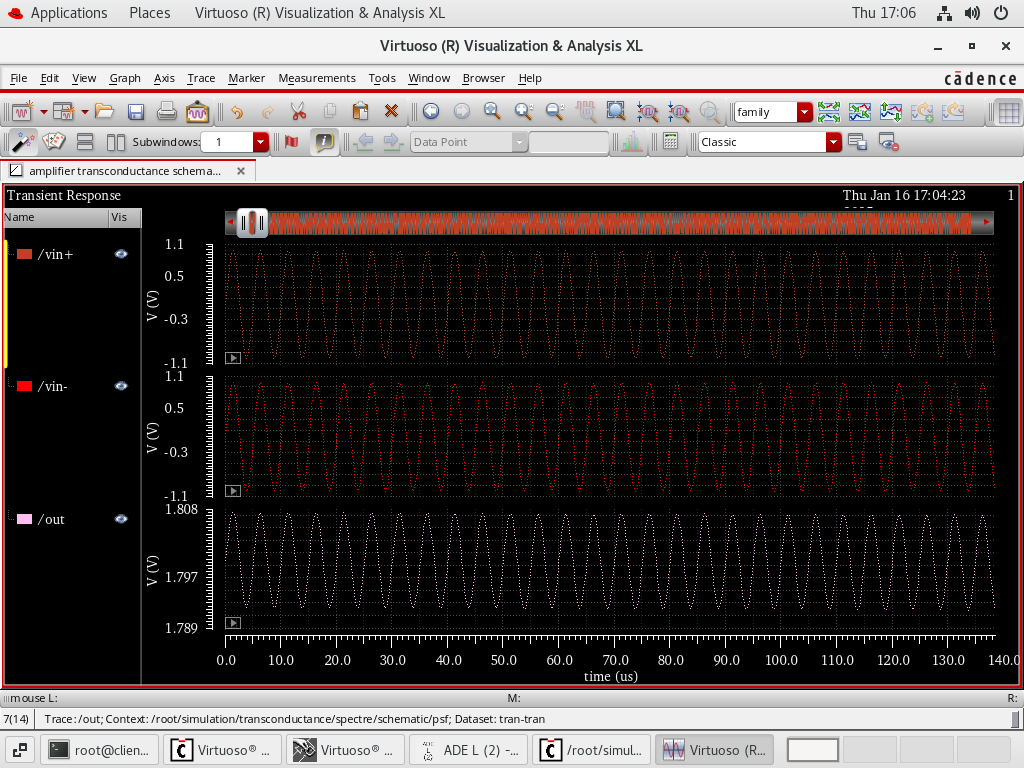 Applications Places Virtuoso (R) Visualization & Analysis XL Thu 17:06
Virtuoso (R) Visualization & Analysis XL
File Edit View Graph Axis Trace Marker Measurements Tools Window Browser Help cādence
family
Subwindows: 1 Data Point Classic
amplifier transconductance schema...
Transient Response Thu Jan 16 17:04:23 1
Name Vis
/vin+
1.1
0.5
-0.3
-1.1
V (V)
/vin-
1.1
0.5
-0.3
-1.1
V (V)
/out
1.808
1.797
1.789
V (V)
0.0 10.0 20.0 30.0 40.0 50.0 60.0 70.0 80.0 90.0 100.0 110.0 120.0 130.0 140.0
time (us)
mouse L: M: R:
7(14) Trace: /out; Context: /root/simulation/transconductance/spectre/schematic/psf; Dataset: tran-tran
root@clien... Virtuoso® ... Virtuoso® ... ADE L (2) -... /root/simul... Virtuoso (R...